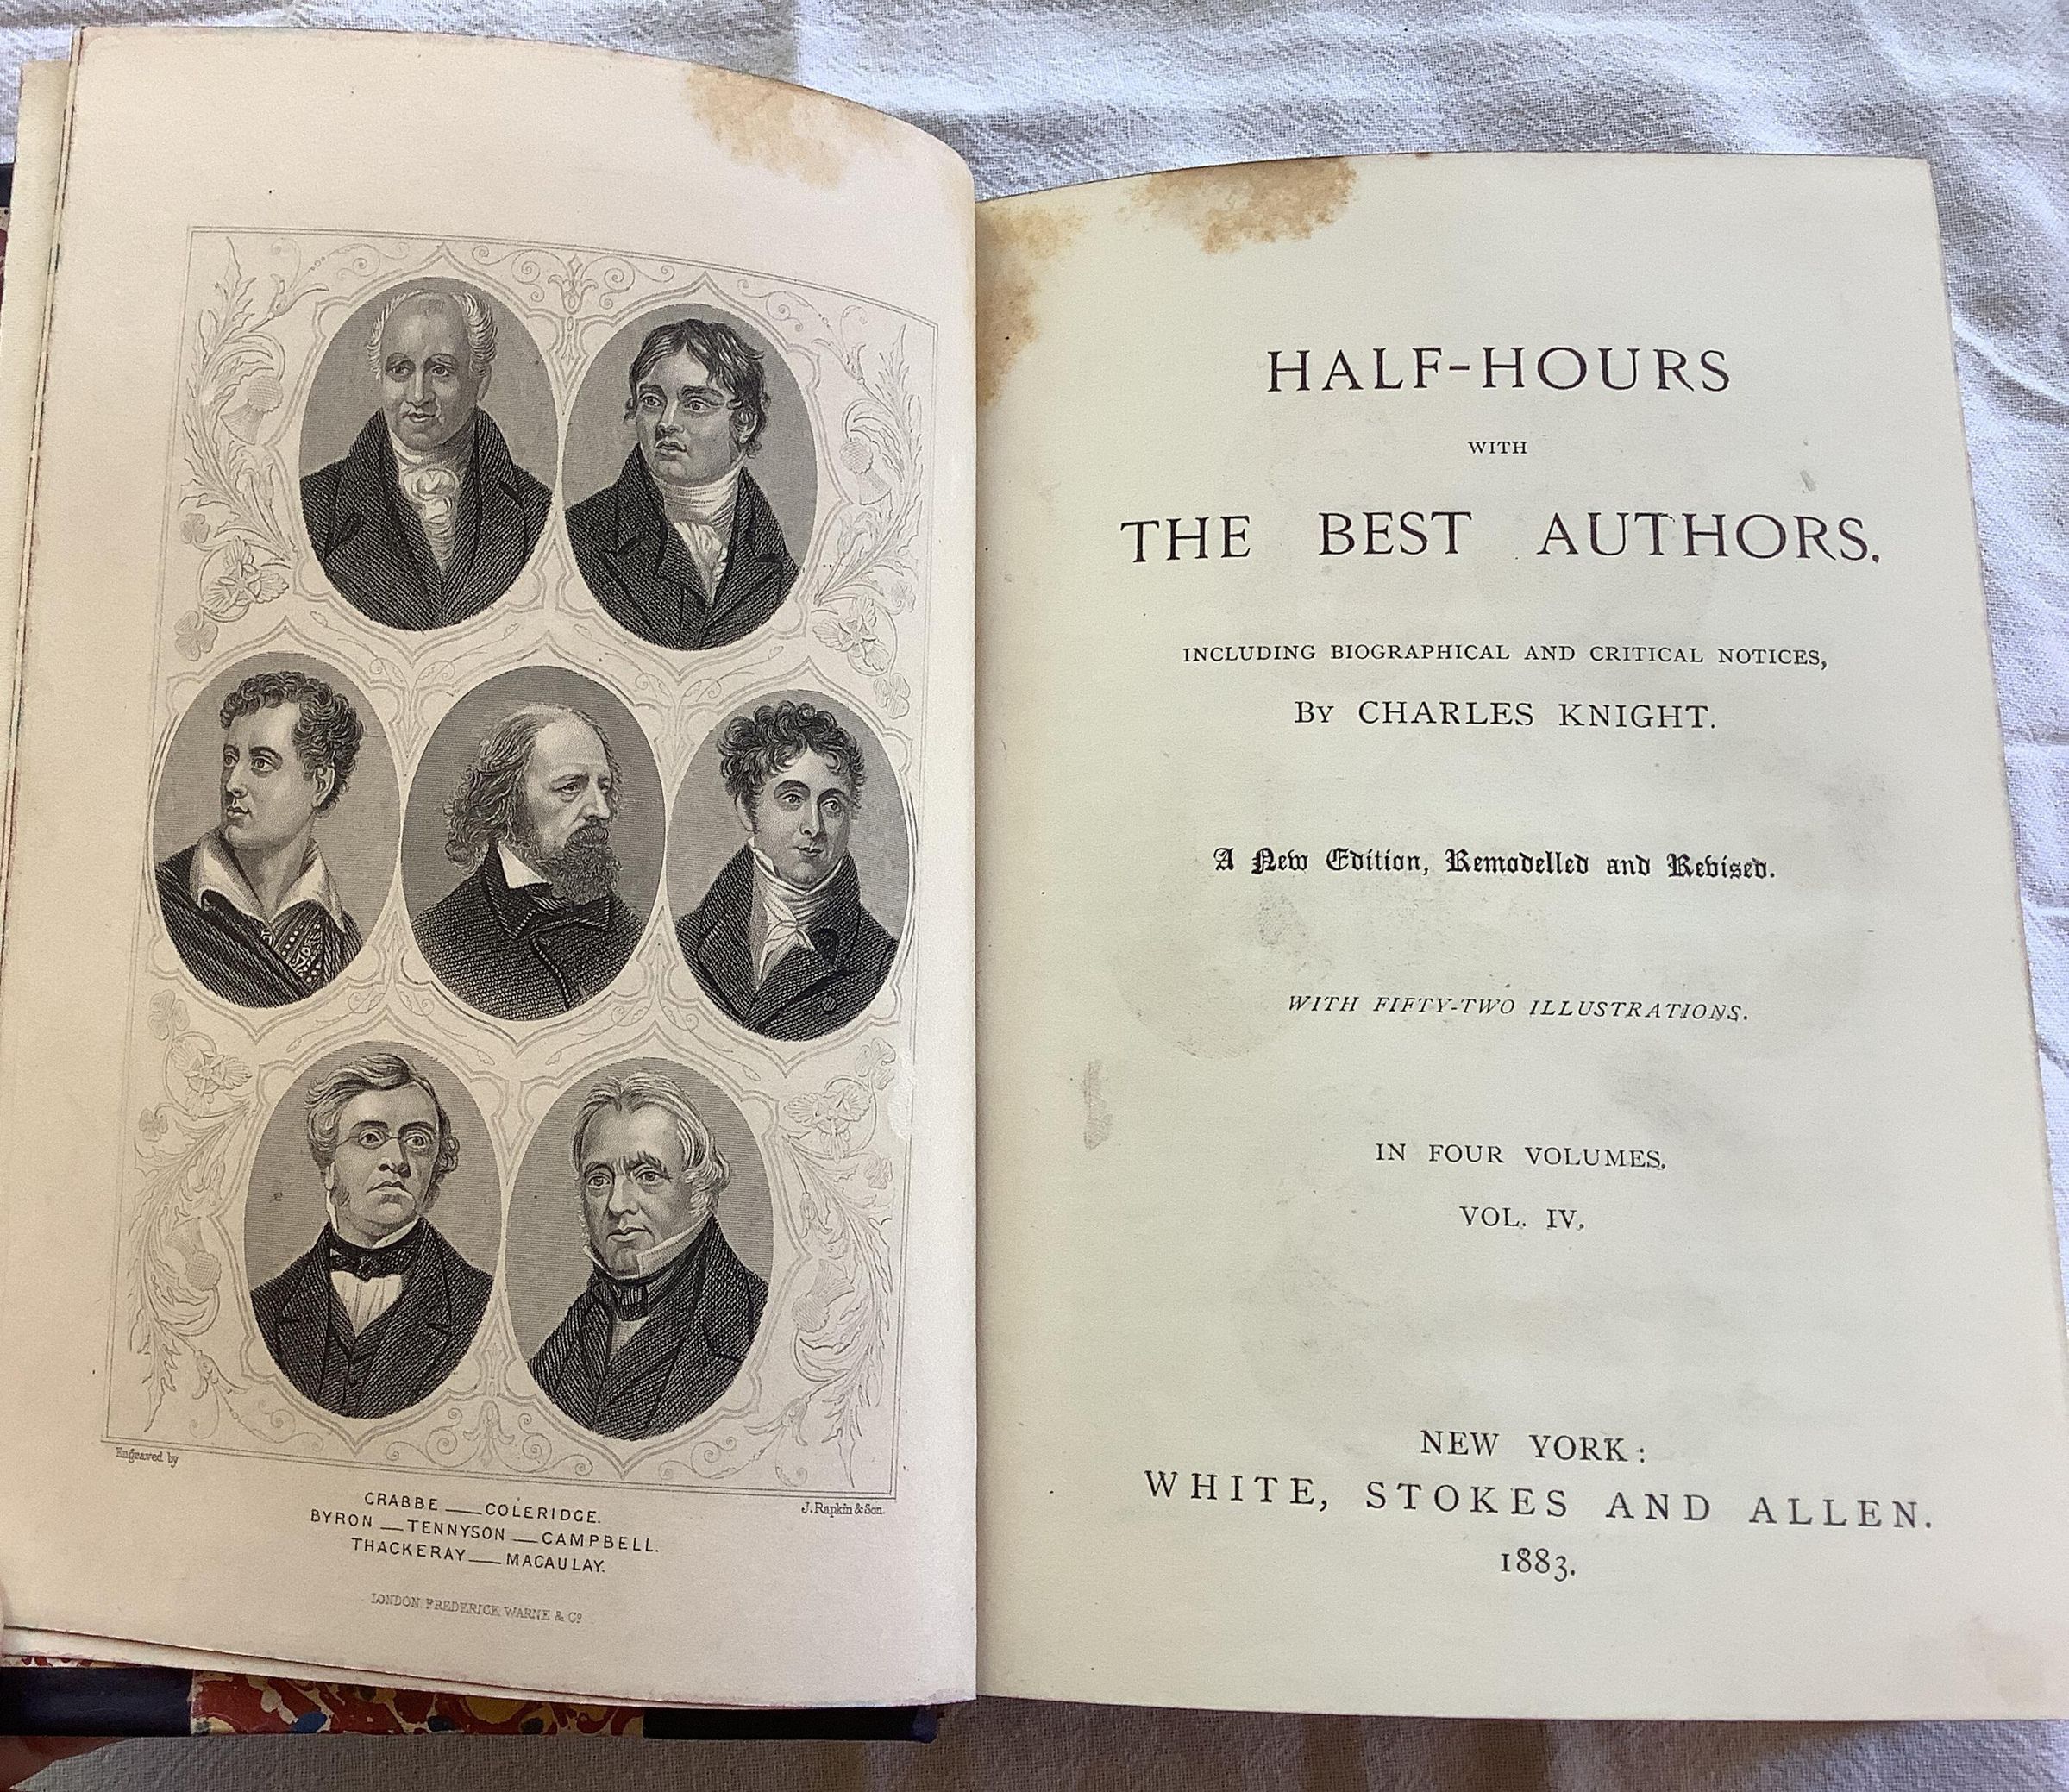 Engraved by
J. Rapkin & Son.
CRABBE — COLERIDGE.
BYRON — TENNYSON — CAMPBELL.
THACKERAY — MACAULAY.
LONDON. FREDERICK WARNE & Co
HALF-HOURS
WITH
THE BEST AUTHORS.
INCLUDING BIOGRAPHICAL AND CRITICAL NOTICES,
BY CHARLES KNIGHT.
A New Edition, Remodelled and Revised.
WITH FIFTY-TWO ILLUSTRATIONS.
IN FOUR VOLUMES.
VOL. IV.
NEW YORK:
WHITE, STOKES AND ALLEN.
1883.